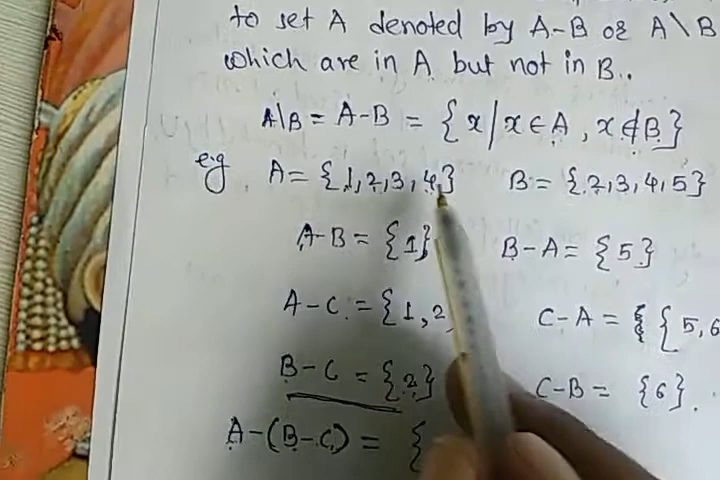 to set A denoted by A-B or A\B
which are in A but not in B..
A\B = A-B = {x/x∈A, x∉B}
eg A = {1,2,3,4} B = {2,3,4,5}
A-B = {1} B-A = {5}
A-C = {1,2 C-A = { {5,6
B-C = {2} C-B = {6}.
A-(B-C) = {